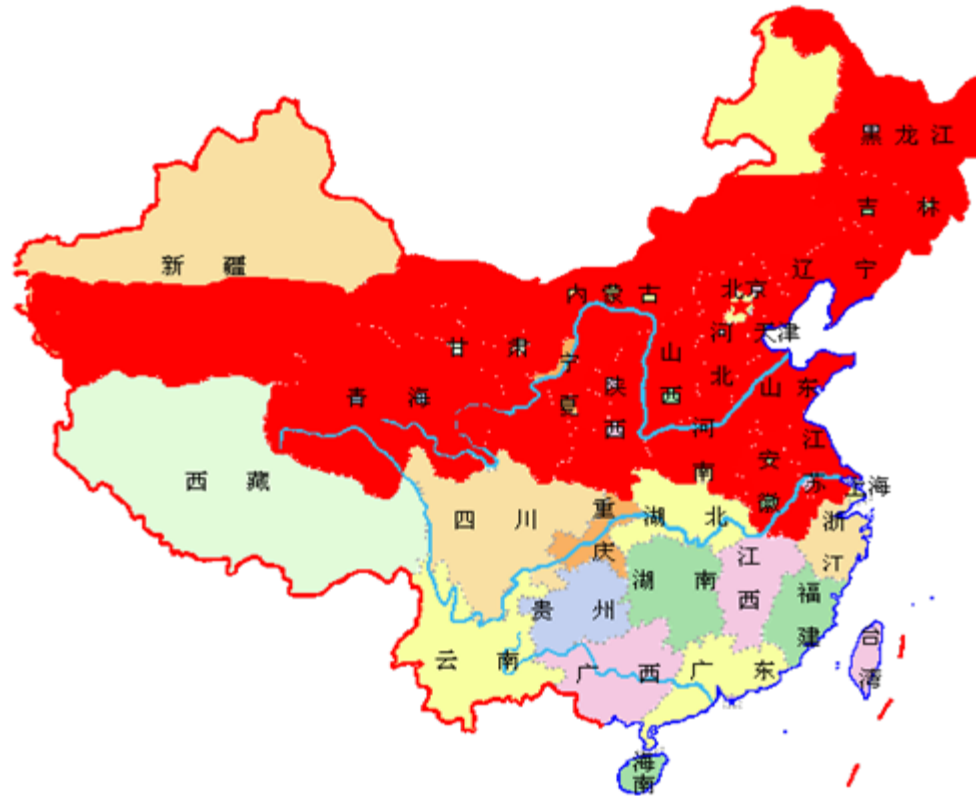 黑龙江
吉林
辽宁
新疆
内蒙古
北京
天津
河北
甘肃
宁夏
山西
陕西
山东
青海
河南
江苏
安徽
上海
西藏
四川
重庆
湖北
浙江
江西
湖南
福建
贵州
云南
广西
广东
台湾
海南